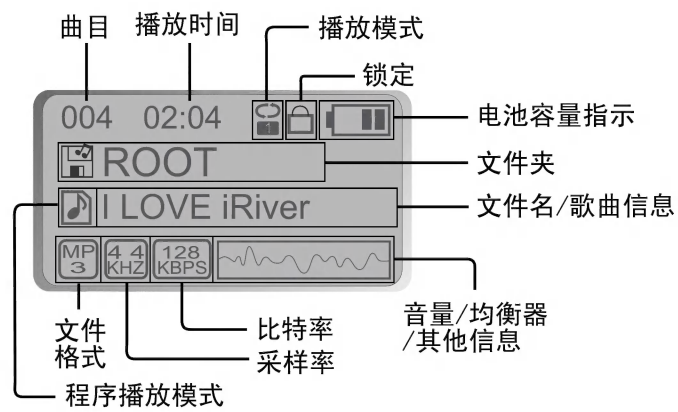 曲目 播放时间 播放模式
锁定
004 02:04 1
电池容量指示
ROOT
文件夹
I LOVE iRiver
文件名/歌曲信息
MP
3
4 4
KHZ
128
KBPS
文件
格式
比特率
采样率
音量/均衡器
/其他信息
程序播放模式